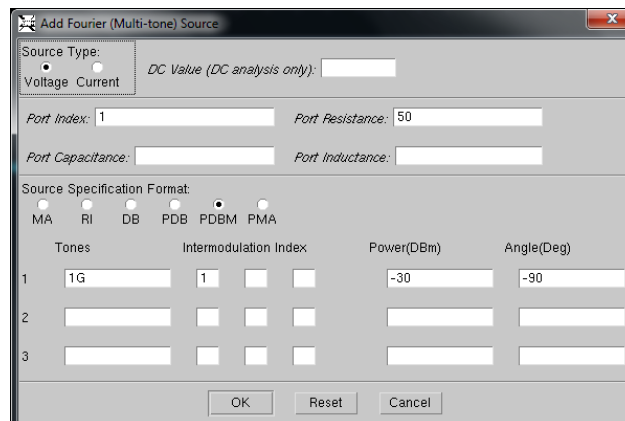 Add Fourier (Multi-tone) Source
Source Type:
Voltage Current
DC Value (DC analysis only):
Port Index: 1
Port Resistance: 50
Port Capacitance:
Port Inductance:
Source Specification Format:
MA RI DB PDB PDBM PMA
Tones Intermodulation Index Power(DBm) Angle(Deg)
1 1G 1 -30 -90
2
3
OK Reset Cancel